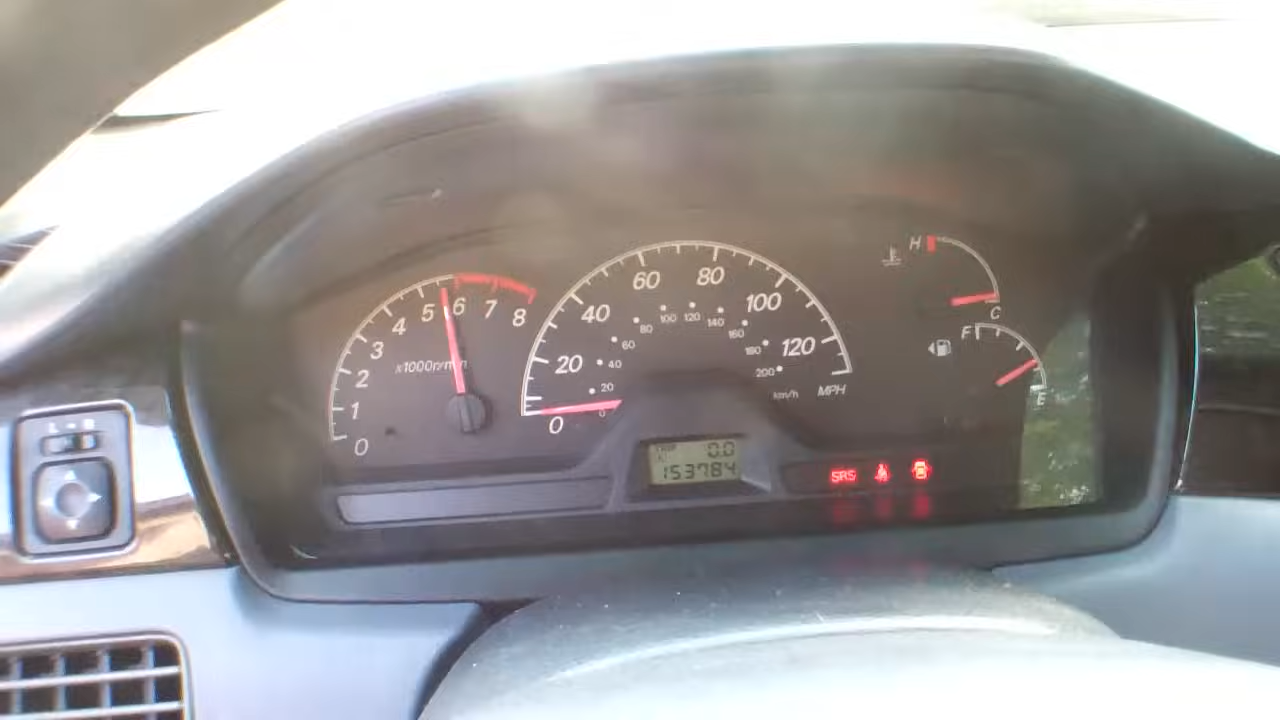 0 1 2 3 4 5 6 7 8
x1000r/min
0 20 40 60 80 100 120
MPH
0 20 40 60 80 100 120 140 160 180 200
km/h
H
C
F
E
L R
TRIP 0.0
153784
SRS